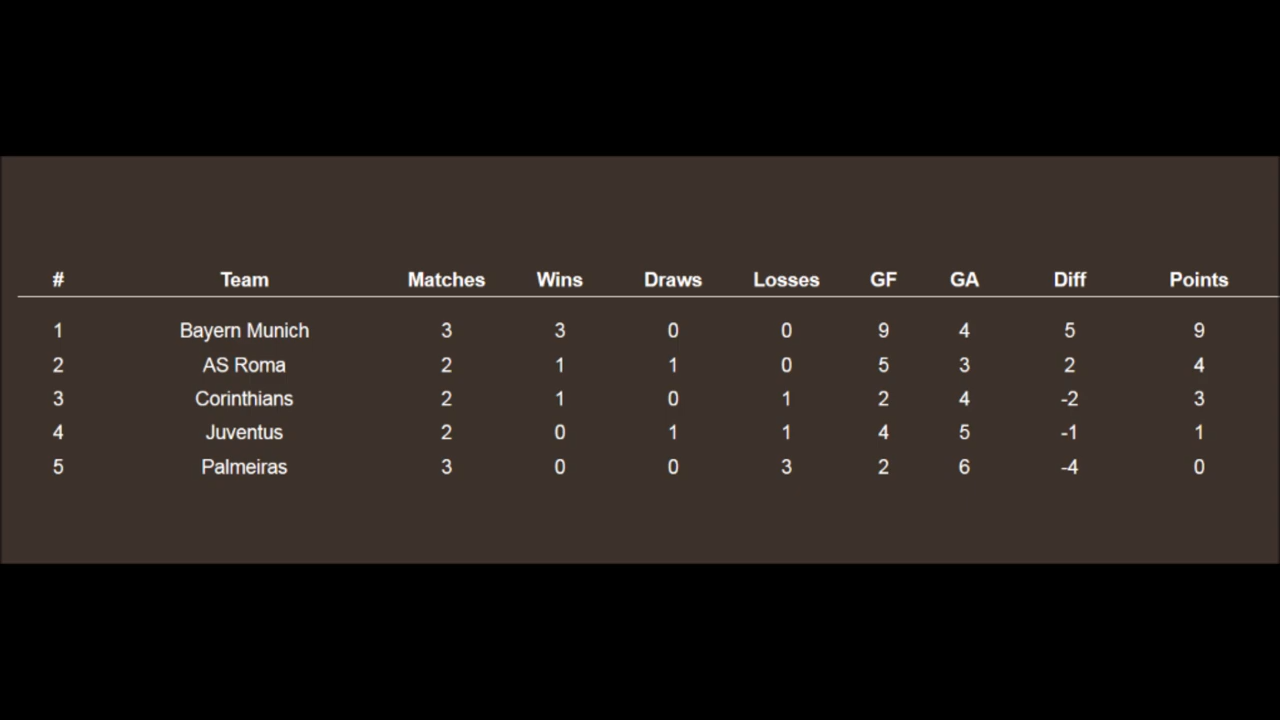 # Team Matches Wins Draws Losses GF GA Diff Points
1 Bayern Munich 3 3 0 0 9 4 5 9
2 AS Roma 2 1 1 0 5 3 2 4
3 Corinthians 2 1 0 1 2 4 -2 3
4 Juventus 2 0 1 1 4 5 -1 1
5 Palmeiras 3 0 0 3 2 6 -4 0